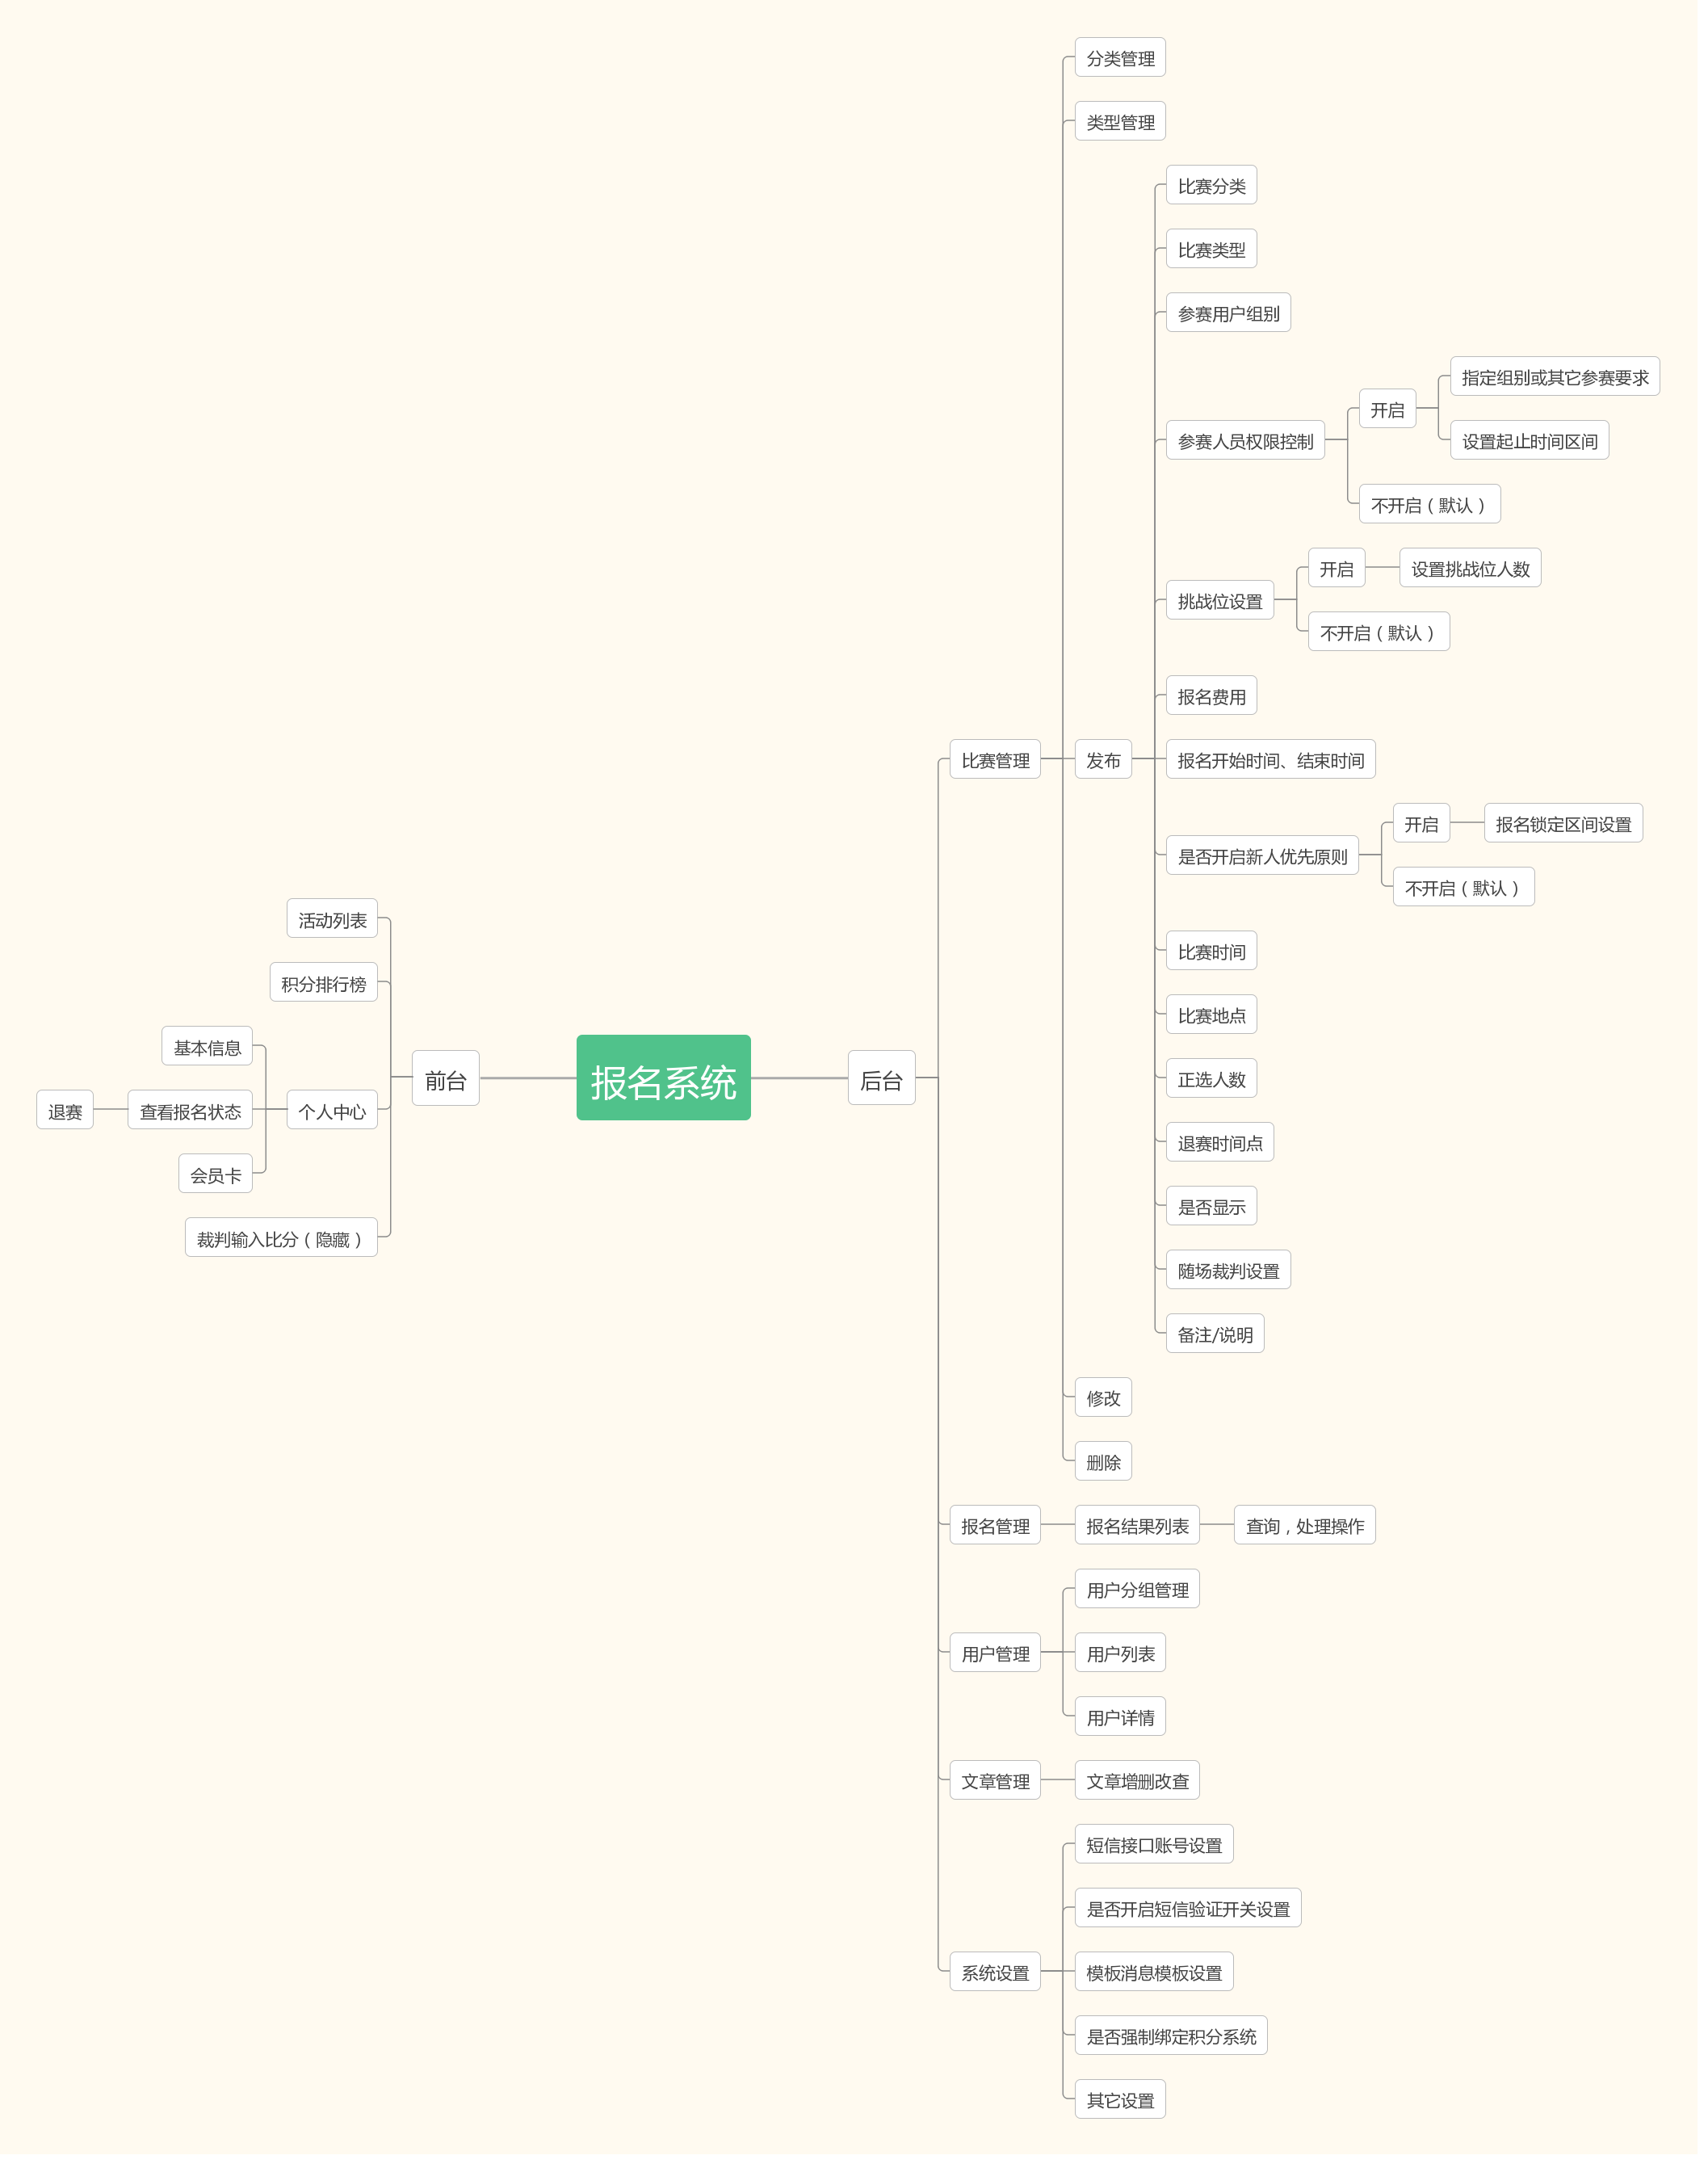 报名系统
前台
活动列表
积分排行榜
个人中心
基本信息
查看报名状态
退赛
会员卡
裁判输入比分（隐藏）
后台
比赛管理
分类管理
类型管理
发布
比赛分类
比赛类型
参赛用户组别
参赛人员权限控制
开启
指定组别或其它参赛要求
设置起止时间区间
不开启（默认）
挑战位设置
开启
设置挑战位人数
不开启（默认）
报名费用
报名开始时间、结束时间
是否开启新人优先原则
开启
报名锁定区间设置
不开启（默认）
比赛时间
比赛地点
正选人数
退赛时间点
是否显示
随场裁判设置
备注/说明
修改
删除
报名管理
报名结果列表
查询，处理操作
用户管理
用户分组管理
用户列表
用户详情
文章管理
文章增删改查
系统设置
短信接口账号设置
是否开启短信验证开关设置
模板消息模板设置
是否强制绑定积分系统
其它设置